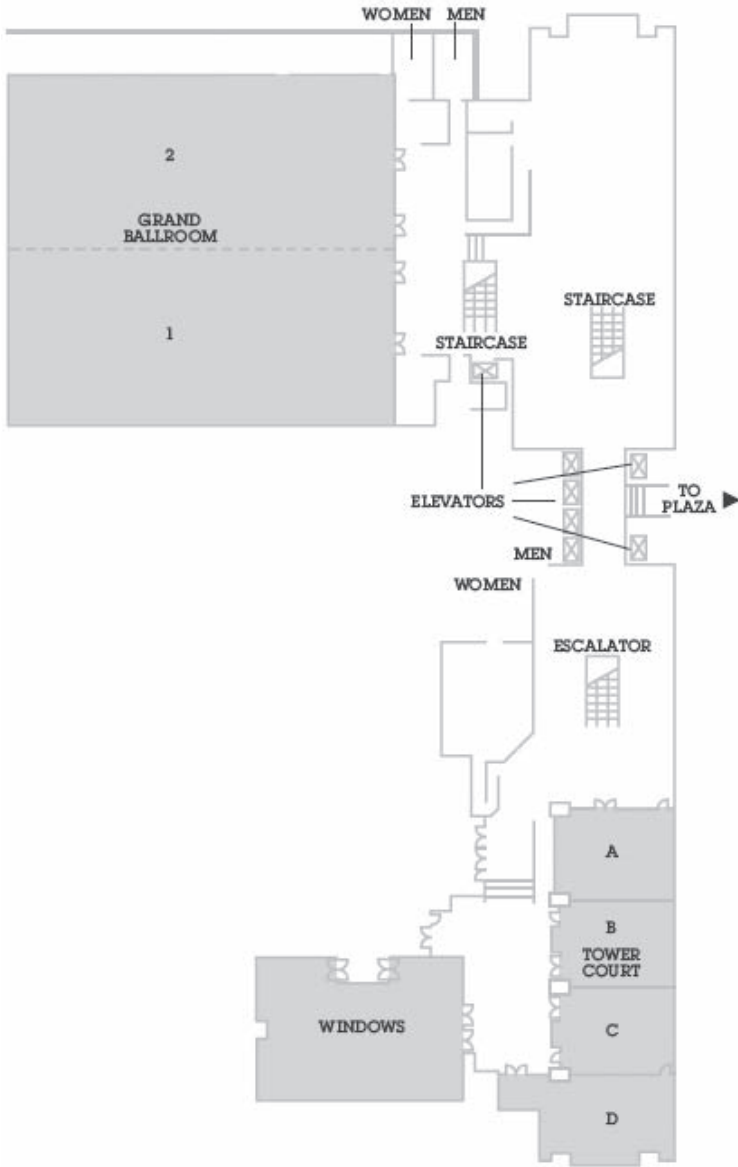 WOMEN MEN
2
GRAND
BALLROOM
1
STAIRCASE
STAIRCASE
ELEVATORS
TO
PLAZA
MEN
WOMEN
ESCALATOR
A
B
TOWER
COURT
WINDOWS
C
D